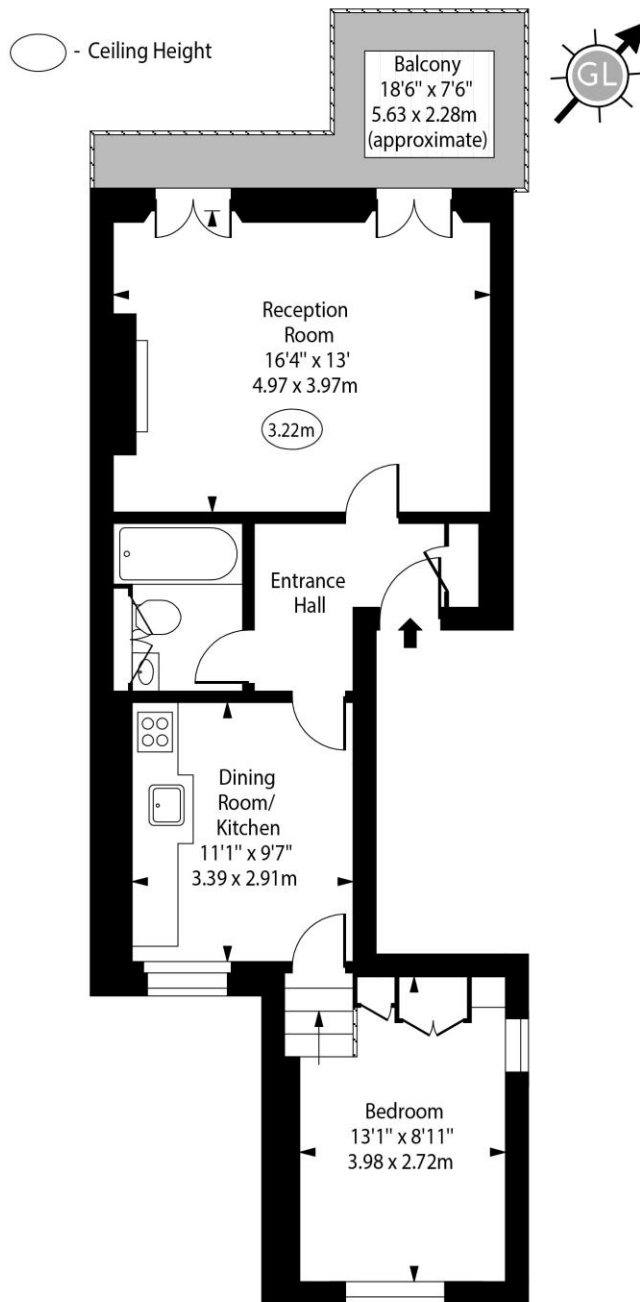 - Ceiling Height
GL
Balcony
18'6" x 7'6"
5.63 x 2.28m
(approximate)
Reception
Room
16'4" x 13'
4.97 x 3.97m
3.22m
Entrance
Hall
Dining
Room/
Kitchen
11'1" x 9'7"
3.39 x 2.91m
Bedroom
13'1" x 8'11"
3.98 x 2.72m